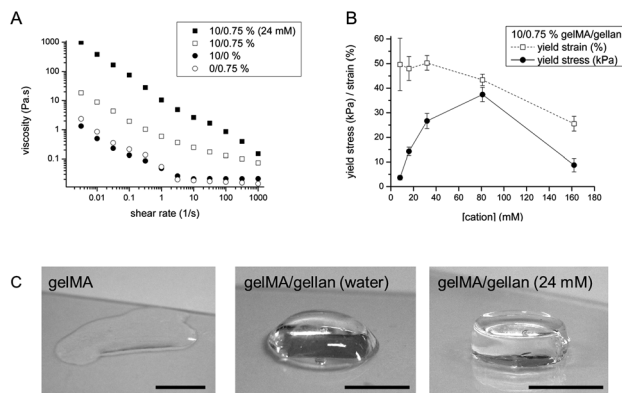 A
10/0.75 % (24 mM)
10/0.75 %
10/0 %
0/0.75 %
1000
100
10
1
0.1
viscosity (Pa.s)
0.01 0.1 1 10 100 1000
shear rate (1/s)
B
10/0.75 % gelMA/gellan
yield strain (%)
yield stress (kPa)
80
70
60
50
40
30
20
10
0
yield stress (kPa) / strain (%)
0 20 40 60 80 100 120 140 160 180
[cation] (mM)
C
gelMA
gelMA/gellan (water)
gelMA/gellan (24 mM)